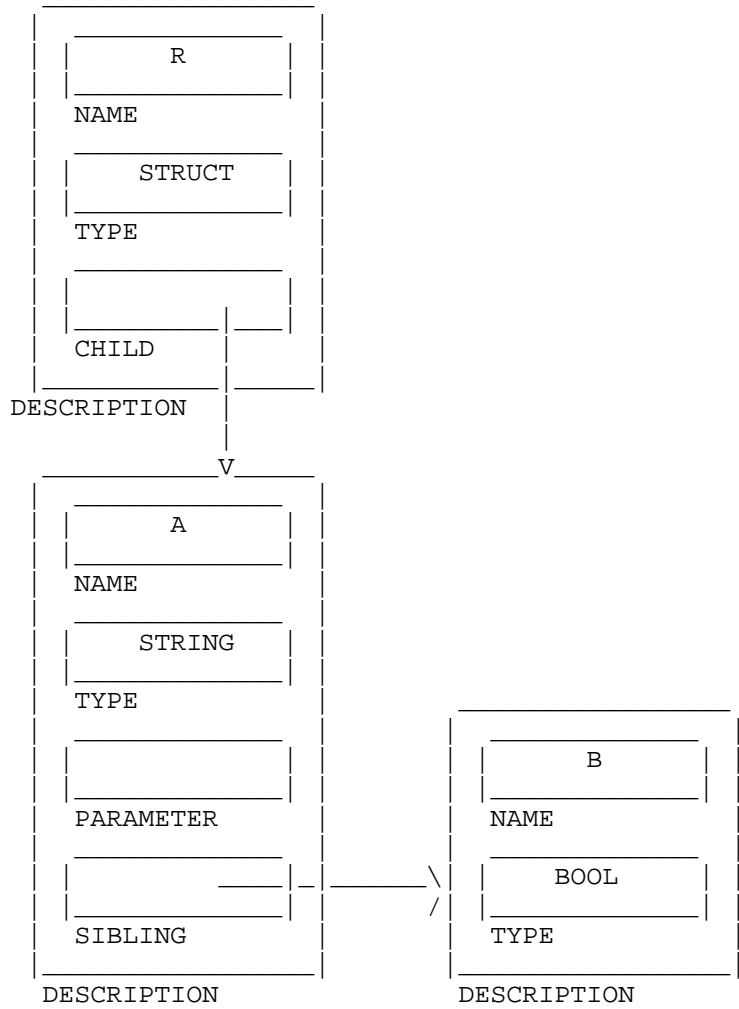 R
NAME
STRUCT
TYPE
CHILD
DESCRIPTION
V
A
NAME
STRING
TYPE
PARAMETER
SIBLING
DESCRIPTION
B
NAME
BOOL
TYPE
DESCRIPTION